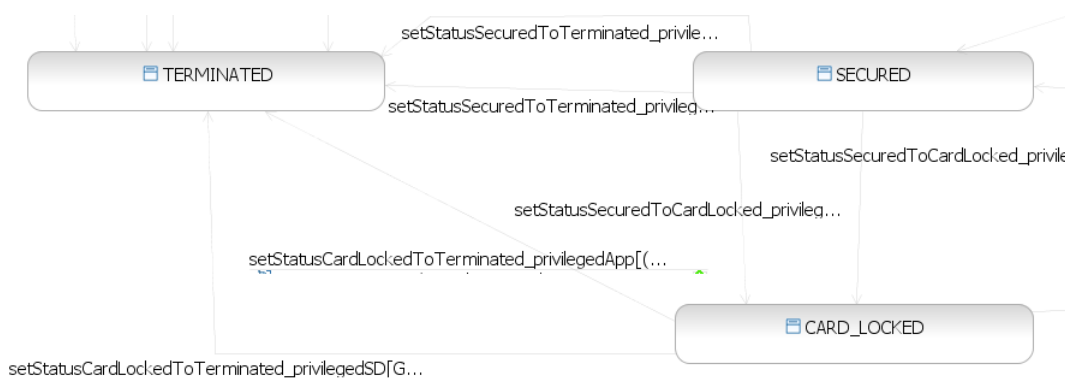 setStatusSecuredToTerminated_privile...
TERMINATED
SECURED
setStatusSecuredToTerminated_privileg...
setStatusSecuredToCardLocked_privile
setStatusSecuredToCardLocked_privileg...
setStatusCardLockedToTerminated_privilegedApp[(...
CARD_LOCKED
setStatusCardLockedToTerminated_privilegedSD[G...